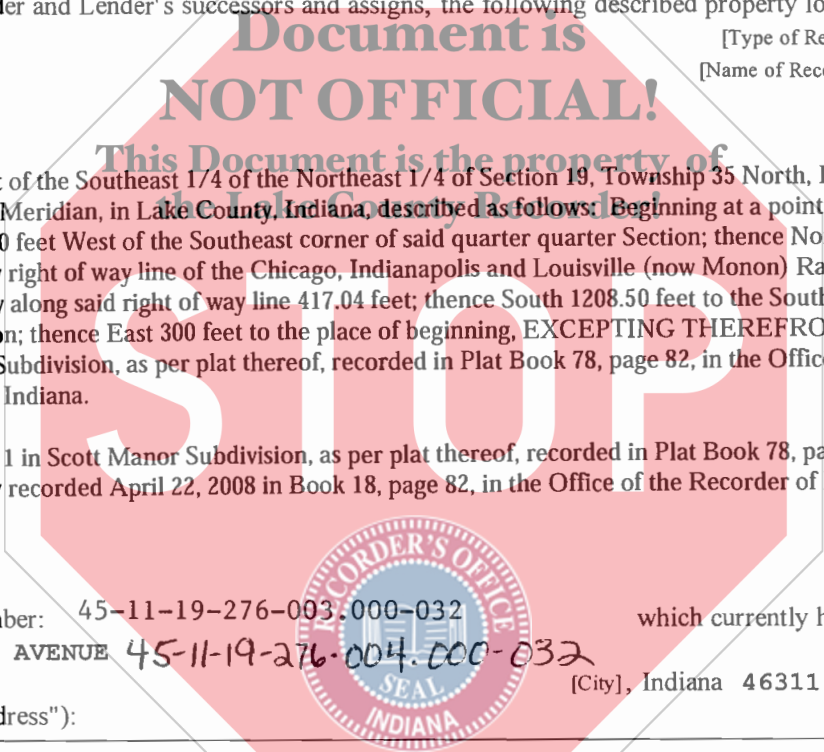 der and Lender's successors and assigns, the following described property lo
Document is
[Type of Re
NOT OFFICIAL!
[Name of Reco
This Document is the property of
of the Southeast 1/4 of the Northeast 1/4 of Section 19, Township 35 North,
the Lake County Recorder!
Meridian, in Lake County, Indiana, described as follows: Beginning at a point
0 feet West of the Southeast corner of said quarter quarter Section; thence No
right of way line of the Chicago, Indianapolis and Louisville (now Monon) Ra
along said right of way line 417.04 feet; thence South 1208.50 feet to the South
on; thence East 300 feet to the place of beginning, EXCEPTING THEREFRO
Subdivision, as per plat thereof, recorded in Plat Book 78, page 82, in the Office
Indiana.
1 in Scott Manor Subdivision, as per plat thereof, recorded in Plat Book 78, pa
recorded April 22, 2008 in Book 18, page 82, in the Office of the Recorder of
STOP
RECORDER'S OFFICE
mber: 45-11-19-276-003.000-032 which currently h
AVENUE 45-11-19-276-004.000-032
[City], Indiana 46311
SEAL
dress"):
INDIANA